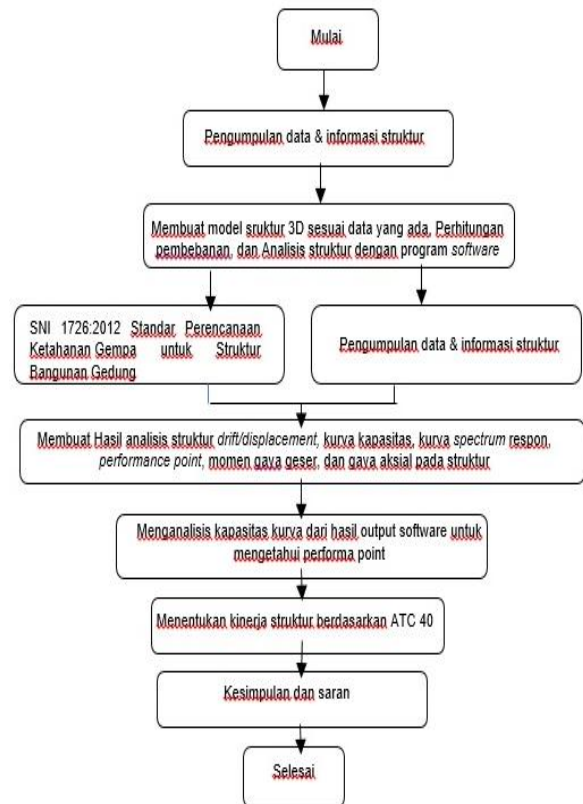 Mulai
Pengumpulan data & informasi struktur
Membuat model sruktur 3D sesuai data yang ada, Perhitungan
pembebanan, dan Analisis struktur dengan program software
SNI 1726:2012 Standar Perencanaan
Ketahanan Gempa untuk Struktur
Bangunan Gedung
Pengumpulan data & informasi struktur
Membuat Hasil analisis struktur drift/displacement, kurva kapasitas, kurva spectrum respon,
performance point, momen gaya geser, dan gaya aksial pada struktur
Menganalisis kapasitas kurva dari hasil output software untuk
mengetahui performa point
Menentukan kinerja struktur berdasarkan ATC 40
Kesimpulan dan saran
Selesai